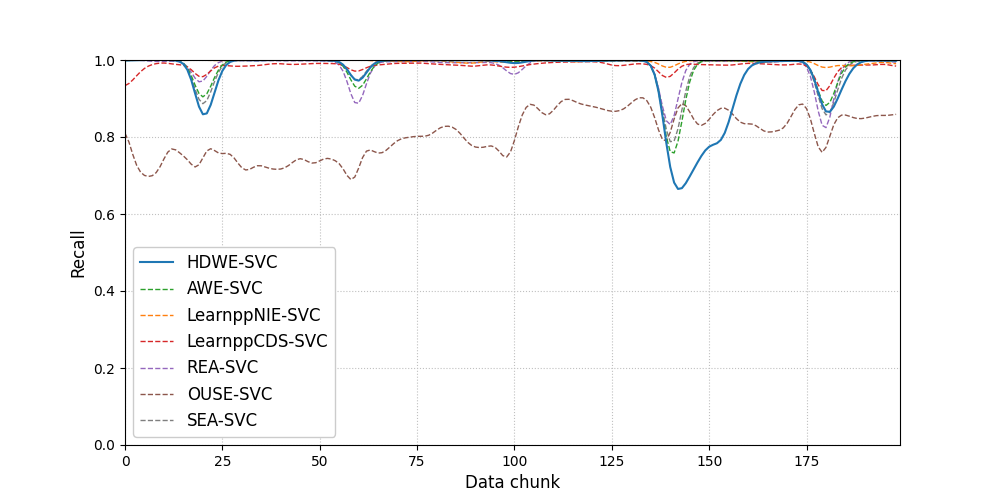 1.0
0.8
0.6
0.4
0.2
0.0
Recall
HDWE-SVC
AWE-SVC
LearnppNIE-SVC
LearnppCDS-SVC
REA-SVC
OUSE-SVC
SEA-SVC
0 25 50 75 100 125 150 175
Data chunk